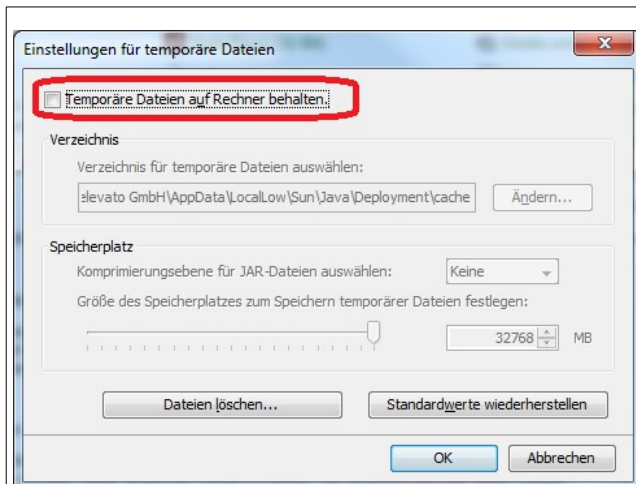 Einstellungen für temporäre Dateien
Temporäre Dateien auf Rechner behalten.
Verzeichnis
Verzeichnis für temporäre Dateien auswählen:
elevato GmbH\AppData\LocalLow\Sun\Java\Deployment\cache Ändern...
Speicherplatz
Komprimierungsebene für JAR-Dateien auswählen: Keine
Größe des Speicherplatzes zum Speichern temporärer Dateien festlegen:
32768 MB
Dateien löschen... Standardwerte wiederherstellen
OK Abbrechen